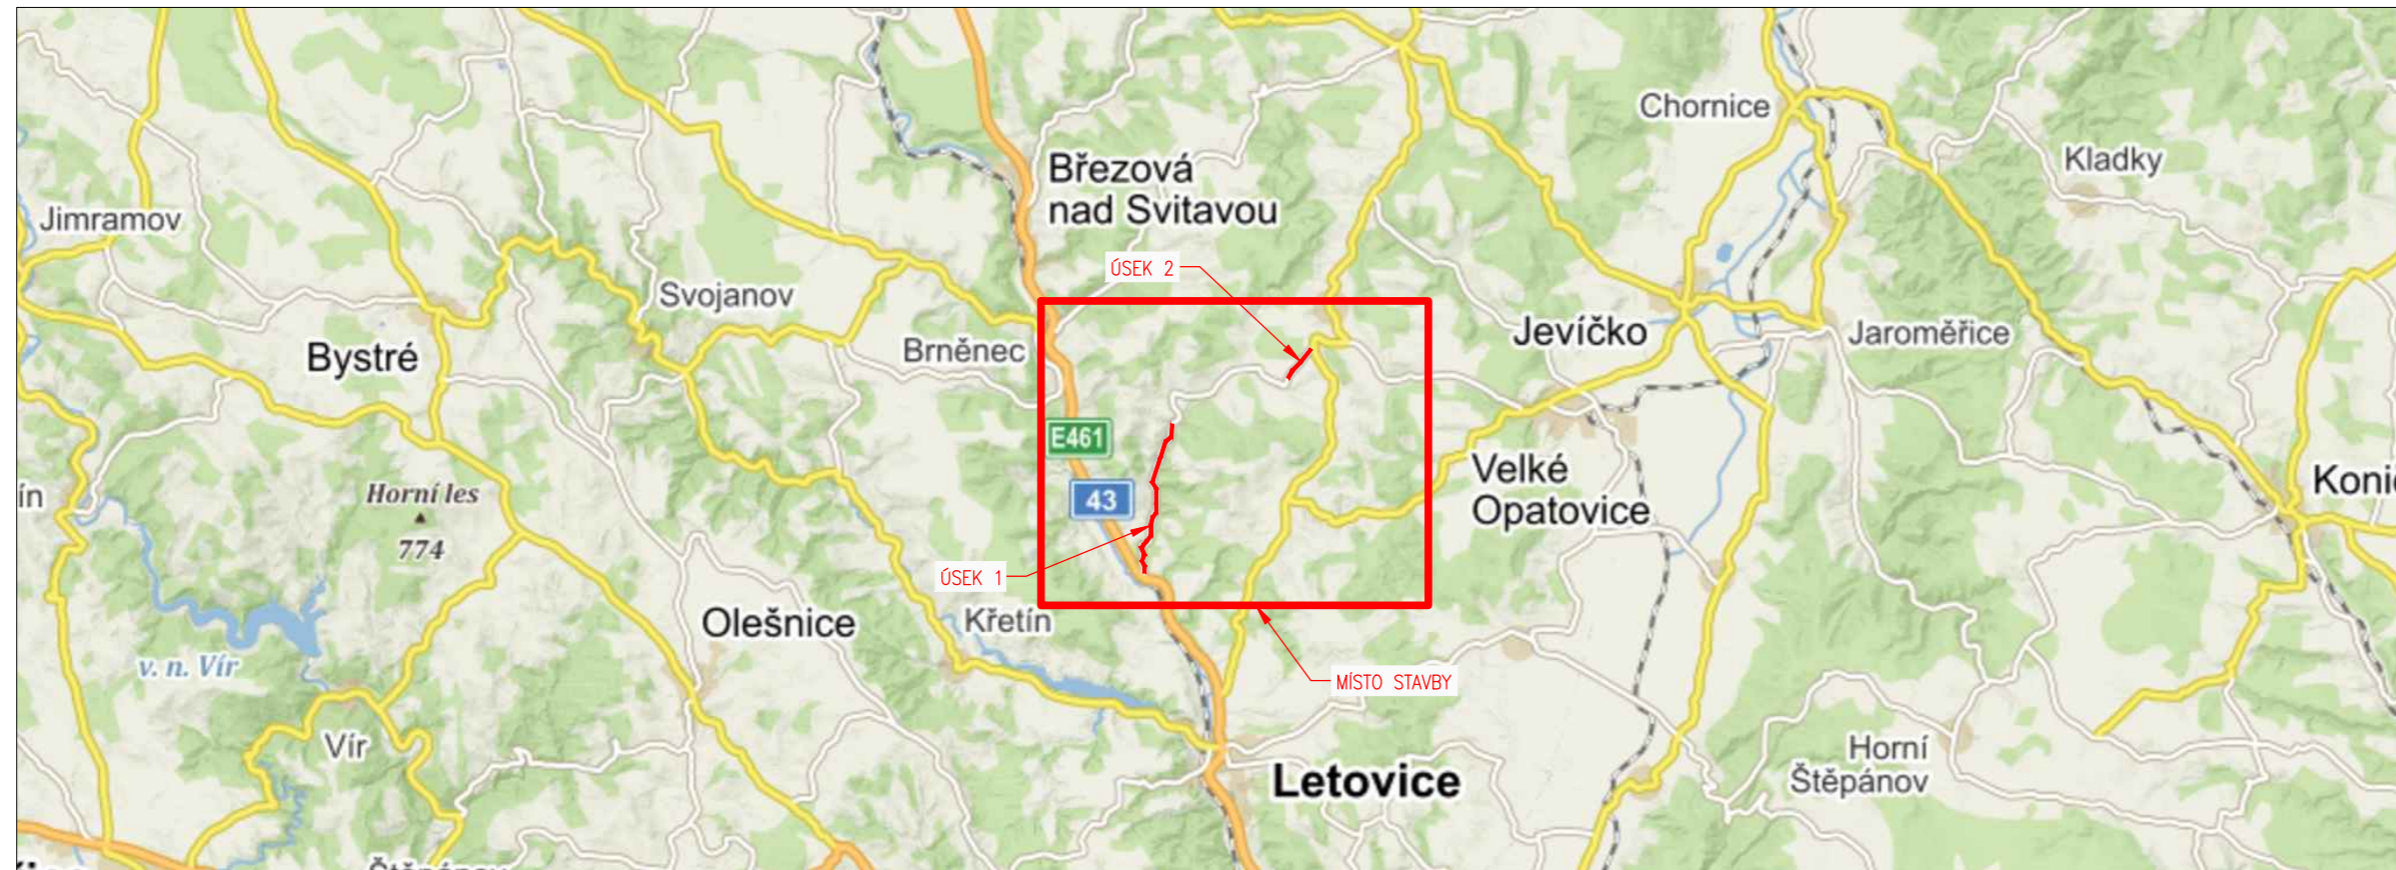 Chornice
Kladky
Březová
nad Svitavou
Jimramov
ÚSEK 2
Svojanov
Jevíčko
Jaroměřice
Brněnec
Bystré
E461
Velké
Opatovice
43
Horní les
774
Křetín
ÚSEK 1
Olešnice
v. n. Vír
MÍSTO STAVBY
Vír
Horní
Štěpánov
Letovice